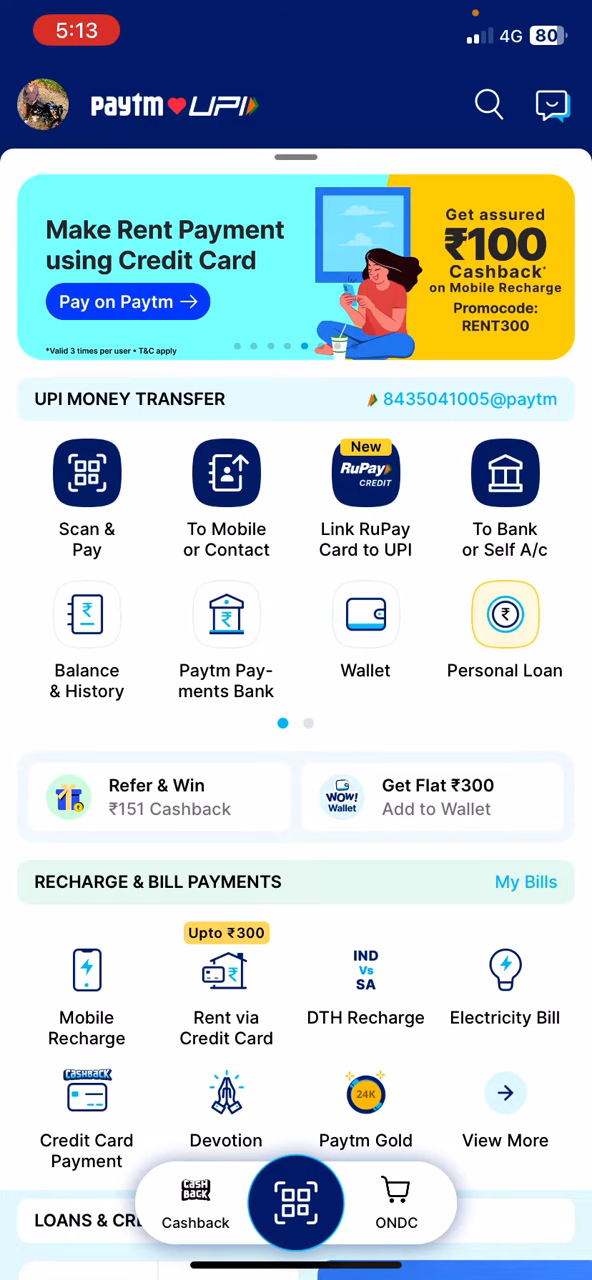 5:13
4G 80
paytm UPI
Make Rent Payment
using Credit Card
Pay on Paytm →
*Valid 3 times per user • T&C apply
Get assured
₹100
Cashback*
on Mobile Recharge
Promocode:
RENT300
UPI MONEY TRANSFER
8435041005@paytm
Scan &
Pay
To Mobile
or Contact
New
RuPay
CREDIT
Link RuPay
Card to UPI
To Bank
or Self A/c
Balance
& History
Paytm Pay-
ments Bank
Wallet
Personal Loan
Refer & Win
₹151 Cashback
WOW!
Wallet
Get Flat ₹300
Add to Wallet
RECHARGE & BILL PAYMENTS
My Bills
Mobile
Recharge
Upto ₹300
Rent via
Credit Card
IND
Vs
SA
DTH Recharge
Electricity Bill
CASHBACK
Credit Card
Payment
Devotion
24K
Paytm Gold
View More
LOANS & CRE
CASH
BACK
Cashback
ONDC